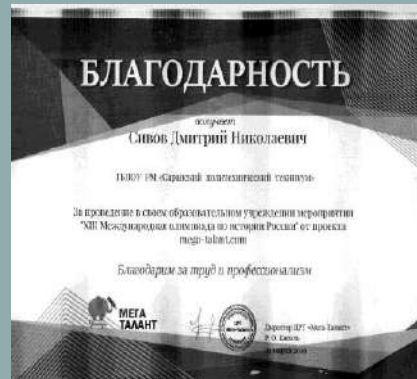 БЛАГОДАРНОСТЬ
получает
Сивов Дмитрий Николаевич
ГБПОУ РМ «Саранский политехнический техникум»
За проведение в своем образовательном учреждении мероприятия
"XIII Международная олимпиада по истории России" от проекта
mega-talant.com
Благодарим за труд и профессионализм
МЕГА
ТАЛАНТ
Директор ЦРТ «Мега-Талант»
Р. О.